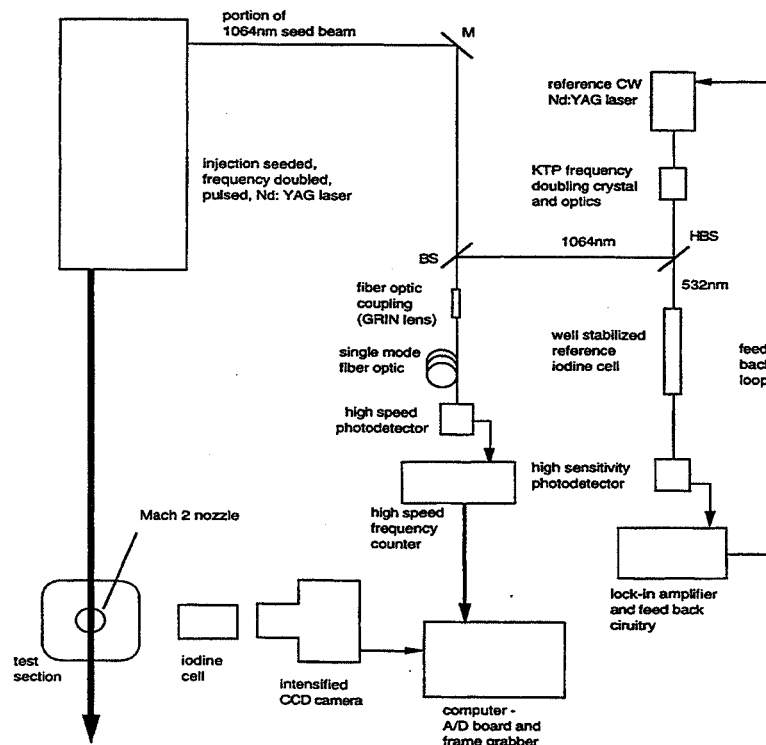 portion of
1064nm seed beam
M
reference CW
Nd:YAG laser
injection seeded,
frequency doubled,
pulsed, Nd: YAG laser
KTP frequency
doubling crystal
and optics
BS
1064nm
HBS
532nm
fiber optic
coupling
(GRIN lens)
well stabilized
reference
iodine cell
single mode
fiber optic
feed
back
loop
high speed
photodetector
high sensitivity
photodetector
high speed
frequency
counter
Mach 2 nozzle
lock-in amplifier
and feed back
ciruitry
test
section
iodine
cell
intensified
CCD camera
computer -
A/D board and
frame grabber